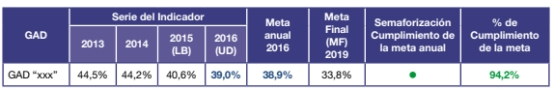 GAD
Serie del Indicador
2013
2014
2015
(LB)
2016
(UD)
Meta
anual
2016
Meta
Final
(MF)
2019
Semaforización
Cumplimiento de
la meta anual
% de
Cumplimiento
de la meta
GAD “xxx” 44,5% 44,2% 40,6% 39,0% 38,9% 33,8% 94,2%